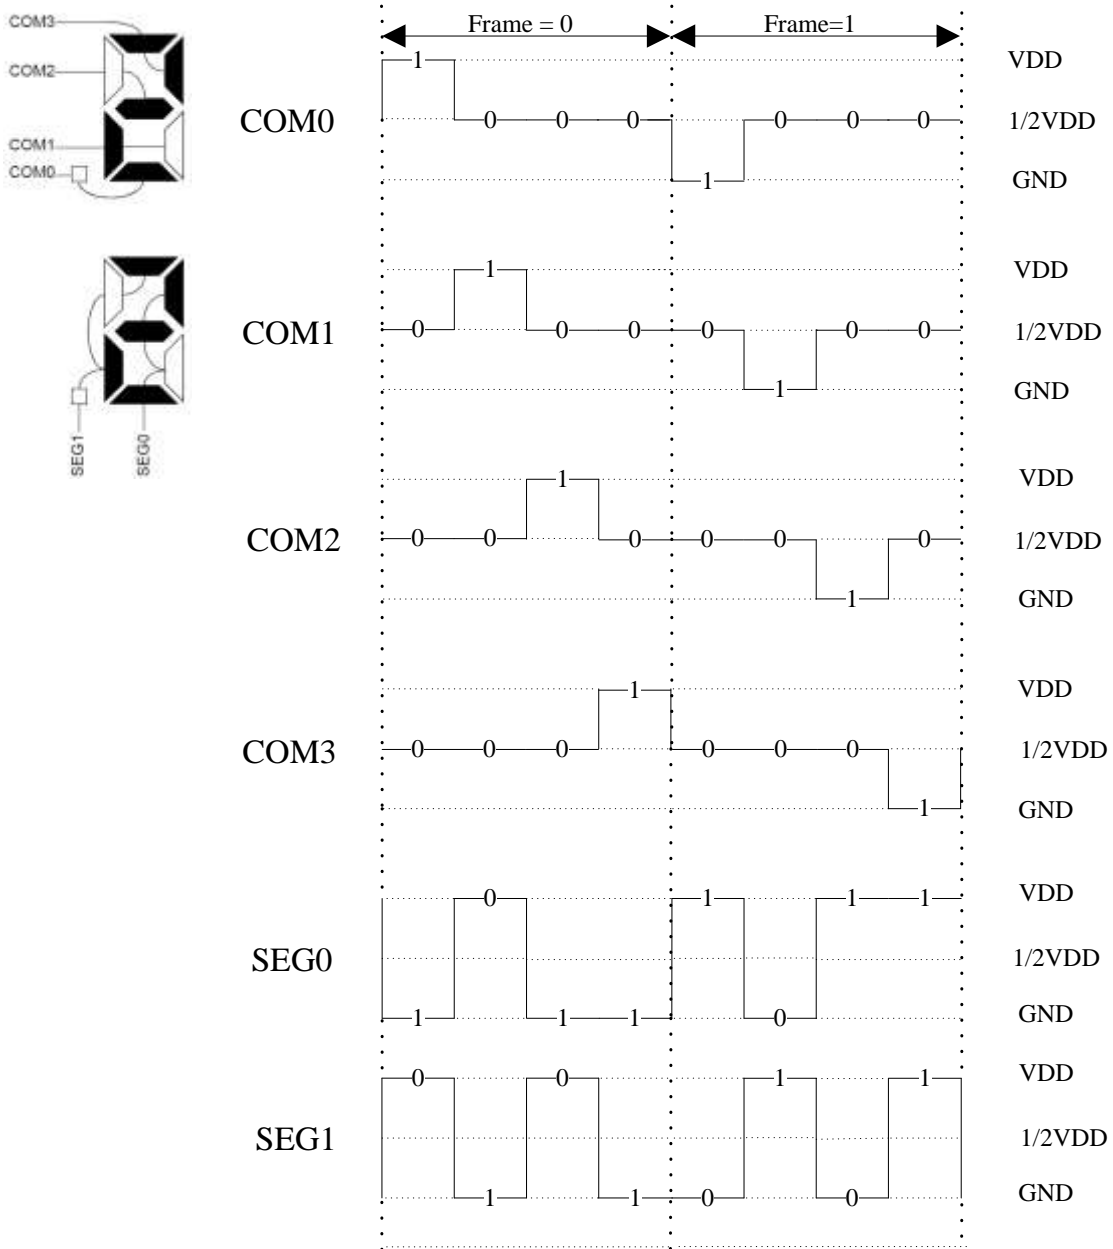 COM3
COM2
COM1
COM0
SEG1
SEG0
Frame = 0
Frame=1
COM0
1 0 0 0 1 0 0 0
VDD
1/2VDD
GND
COM1
0 1 0 0 0 1 0 0
VDD
1/2VDD
GND
COM2
0 0 1 0 0 0 1 0
VDD
1/2VDD
GND
COM3
0 0 0 1 0 0 0 1
VDD
1/2VDD
GND
SEG0
1 0 1 1 1 0 1 1
VDD
1/2VDD
GND
SEG1
0 1 0 1 0 1 0 1
VDD
1/2VDD
GND